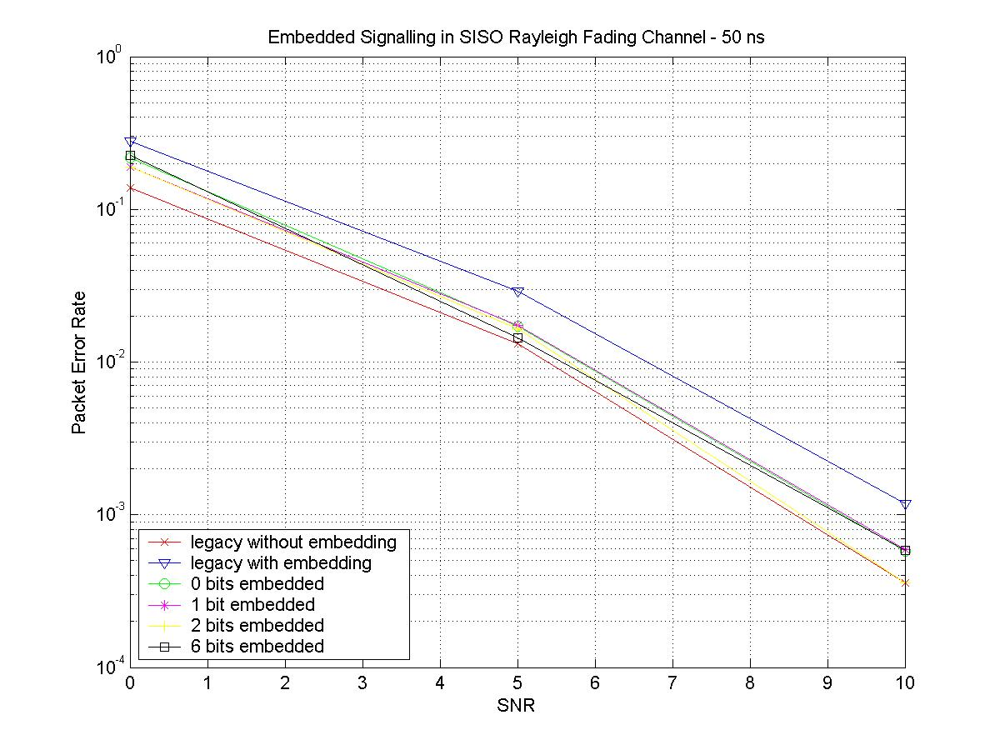 Embedded Signalling in SISO Rayleigh Fading Channel - 50 ns
10^0
10^-1
10^-2
10^-3
10^-4
Packet Error Rate
legacy without embedding
legacy with embedding
0 bits embedded
1 bit embedded
2 bits embedded
6 bits embedded
0 1 2 3 4 5 6 7 8 9 10
SNR